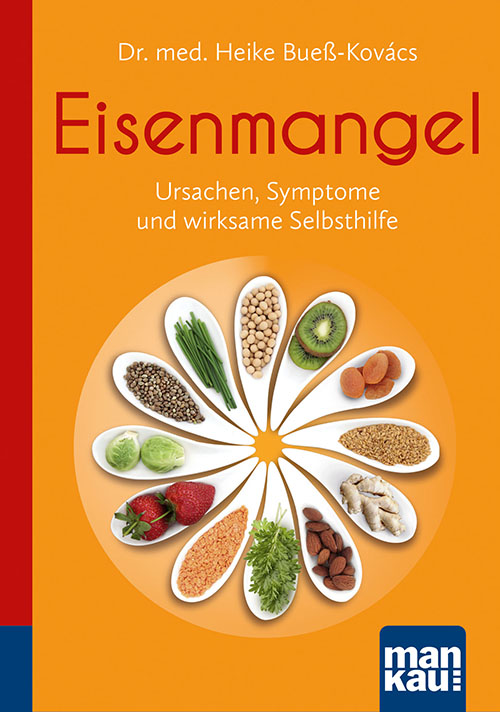 Dr. med. Heike Bueß-Kovács
Eisenmangel
Ursachen, Symptome
und wirksame Selbsthilfe
man
kau